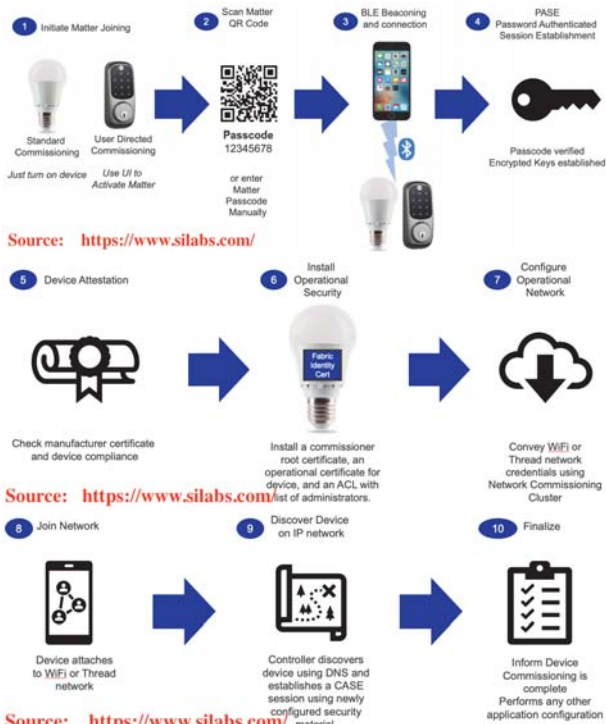 1 Initiate Matter Joining
Standard
Commissioning
Just turn on device
User Directed
Commissioning
Use UI to
Activate Matter
2 Scan Matter
QR Code
Passcode
12345678
or enter
Matter
Passcode
Manually
3 BLE Beaconing
and connection
4 PASE
Password Authenticated
Session Establishment
Passcode verified
Encrypted Keys established
Source: https://www.silabs.com/
5 Device Attestation
Check manufacturer certificate
and device compliance
6 Install
Operational
Security
Fabric
Identity
Cert
Install a commissioner
root certificate, an
operational certificate for
device, and an ACL with
list of administrators.
7 Configure
Operational
Network
Convey WiFi or
Thread network
credentials using
Network Commissioning
Cluster
Source: https://www.silabs.com/
8 Join Network
Device attaches
to WiFi or Thread
network
9 Discover Device
on IP network
Controller discovers
device using DNS and
establishes a CASE
session using newly
configured security
material
10 Finalize
Inform Device
Commissioning is
complete
Performs any other
application configuration
Source: https://www.silabs.com/